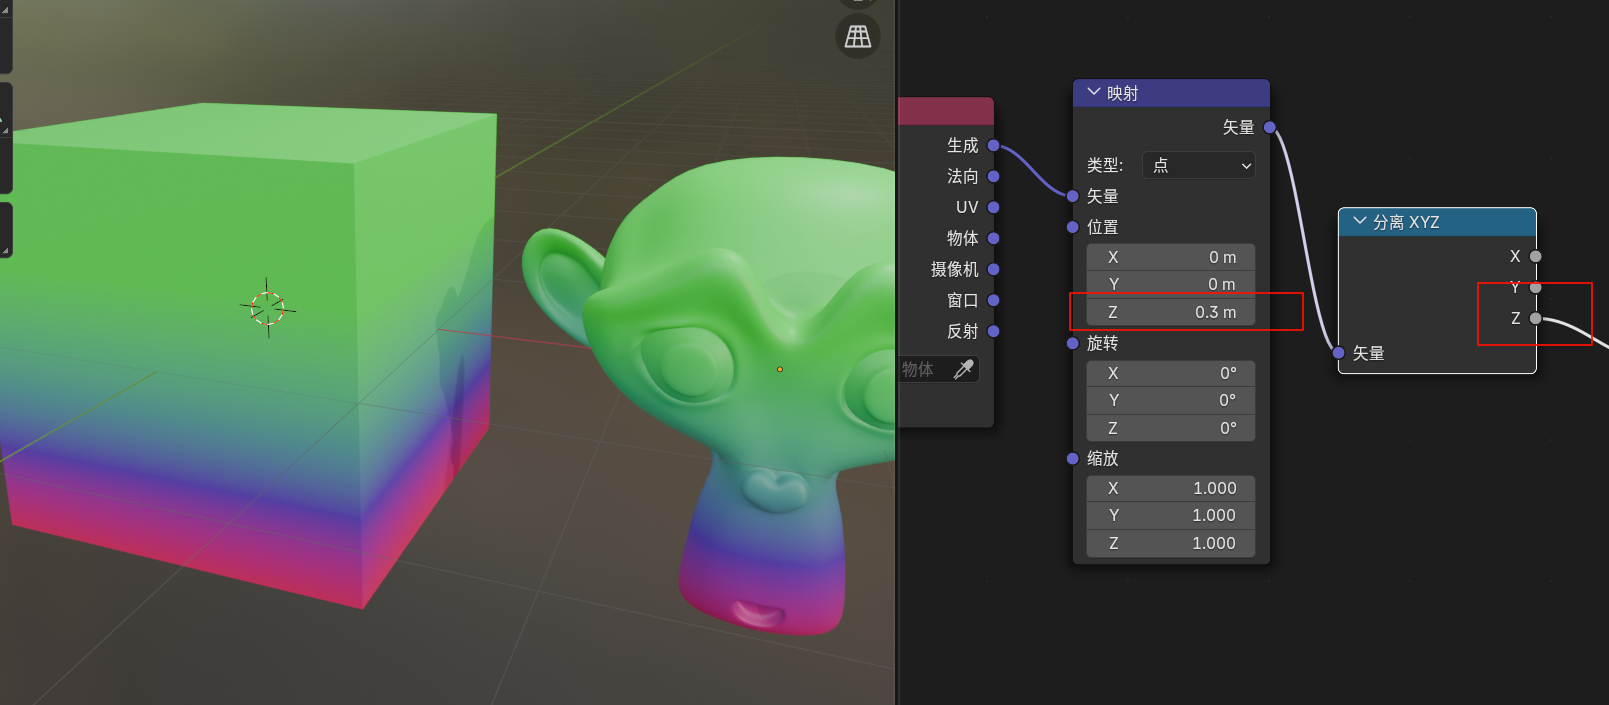 生成
法向
UV
物体
摄像机
窗口
反射
物体
映射
矢量
类型: 点
矢量
位置
X 0 m
Y 0 m
Z 0.3 m
旋转
X 0°
Y 0°
Z 0°
缩放
X 1.000
Y 1.000
Z 1.000
分离 XYZ
X
Y
Z
矢量